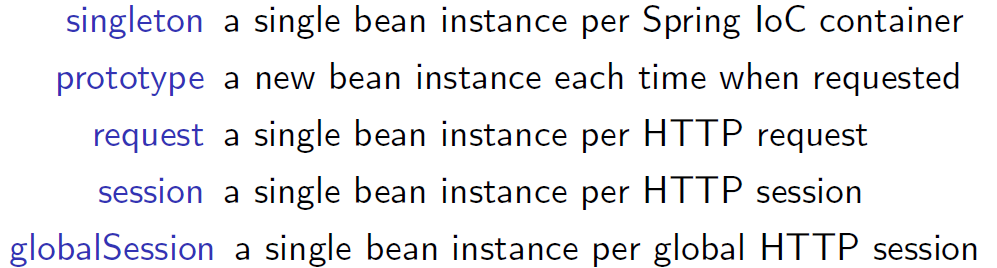 singleton a single bean instance per Spring IoC container
prototype a new bean instance each time when requested
request a single bean instance per HTTP request
session a single bean instance per HTTP session
globalSession a single bean instance per global HTTP session